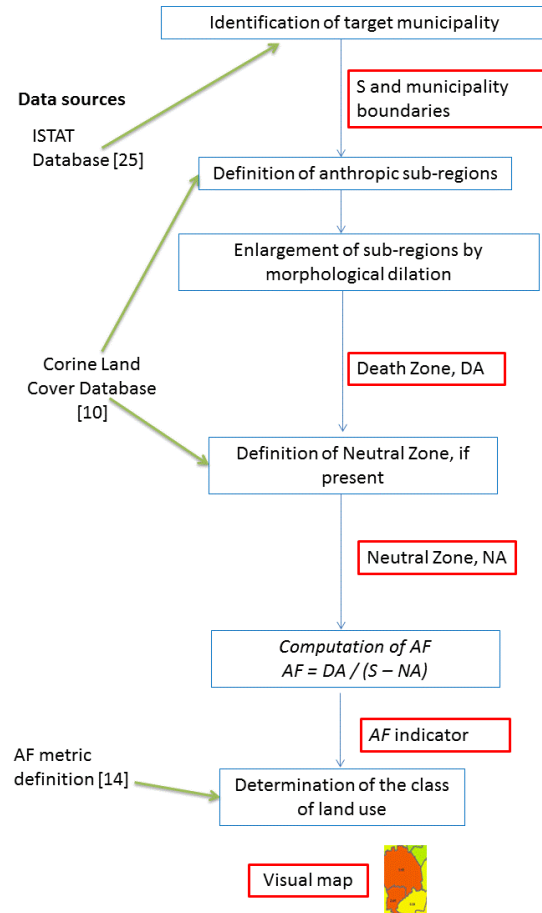 Identification of target municipality
S and municipality
boundaries
Data sources
ISTAT
Database [25]
Definition of anthropic sub-regions
Enlargement of sub-regions by
morphological dilation
Corine Land
Cover Database
[10]
Death Zone, DA
Definition of Neutral Zone, if
present
Neutral Zone, NA
Computation of AF
AF = DA / (S – NA)
AF indicator
AF metric
definition [14]
Determination of the class
of land use
Visual map